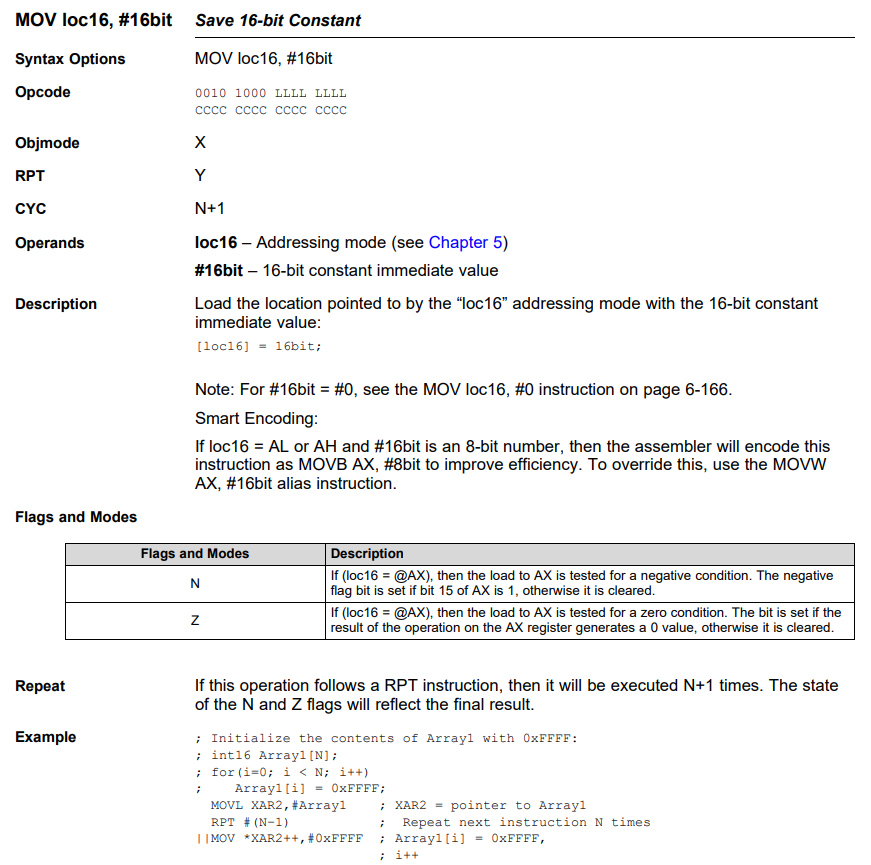 MOV loc16, #16bit Save 16-bit Constant
Syntax Options MOV loc16, #16bit
Opcode 0010 1000 LLLL LLLL
CCCC CCCC CCCC CCCC
Objmode X
RPT Y
CYC N+1
Operands loc16 – Addressing mode (see Chapter 5)
#16bit – 16-bit constant immediate value
Description Load the location pointed to by the “loc16” addressing mode with the 16-bit constant
immediate value:
[loc16] = 16bit;
Note: For #16bit = #0, see the MOV loc16, #0 instruction on page 6-166.
Smart Encoding:
If loc16 = AL or AH and #16bit is an 8-bit number, then the assembler will encode this
instruction as MOVB AX, #8bit to improve efficiency. To override this, use the MOVW
AX, #16bit alias instruction.
Flags and Modes
Flags and Modes Description
N If (loc16 = @AX), then the load to AX is tested for a negative condition. The negative
flag bit is set if bit 15 of AX is 1, otherwise it is cleared.
Z If (loc16 = @AX), then the load to AX is tested for a zero condition. The bit is set if the
result of the operation on the AX register generates a 0 value, otherwise it is cleared.
Repeat If this operation follows a RPT instruction, then it will be executed N+1 times. The state
of the N and Z flags will reflect the final result.
Example ; Initialize the contents of Array1 with 0xFFFF:
; int16 Array1[N];
; for(i=0; i < N; i++)
; Array1[i] = 0xFFFF;
MOVL XAR2,#Array1 ; XAR2 = pointer to Array1
RPT #(N-1) ; Repeat next instruction N times
||MOV *XAR2++,#0xFFFF ; Array1[i] = 0xFFFF,
; i++